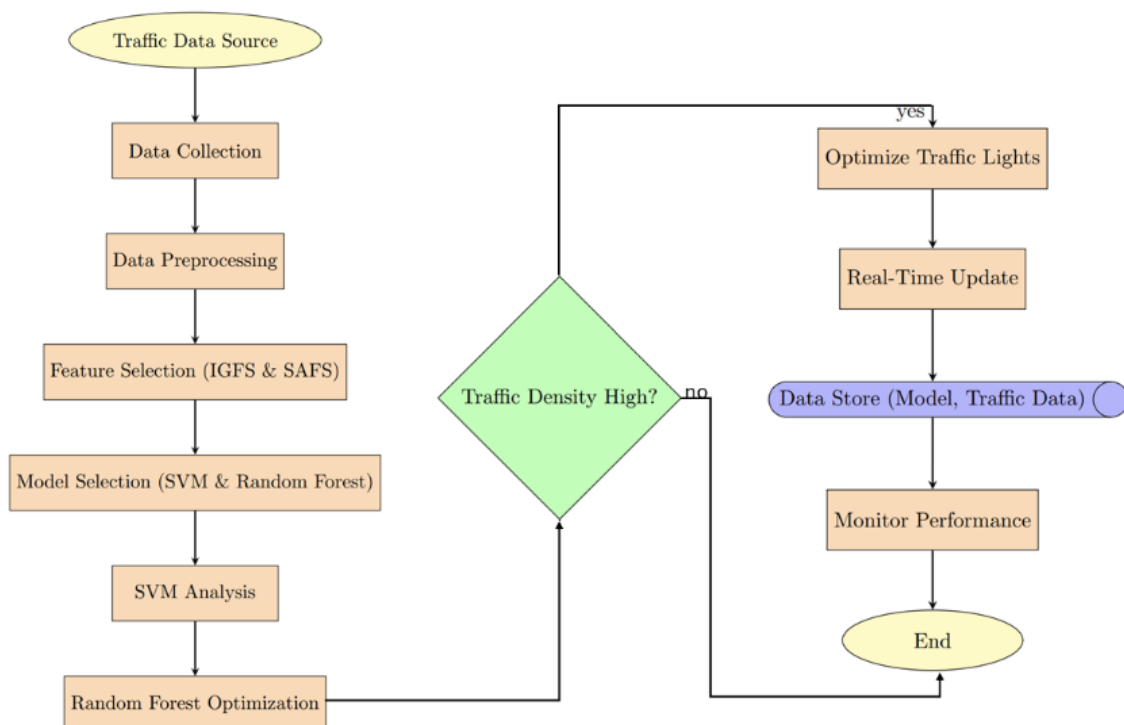 Traffic Data Source
Data Collection
Data Preprocessing
Feature Selection (IGFS & SAFS)
Model Selection (SVM & Random Forest)
SVM Analysis
Random Forest Optimization
Traffic Density High?
yes
no
Optimize Traffic Lights
Real-Time Update
Data Store (Model, Traffic Data)
Monitor Performance
End